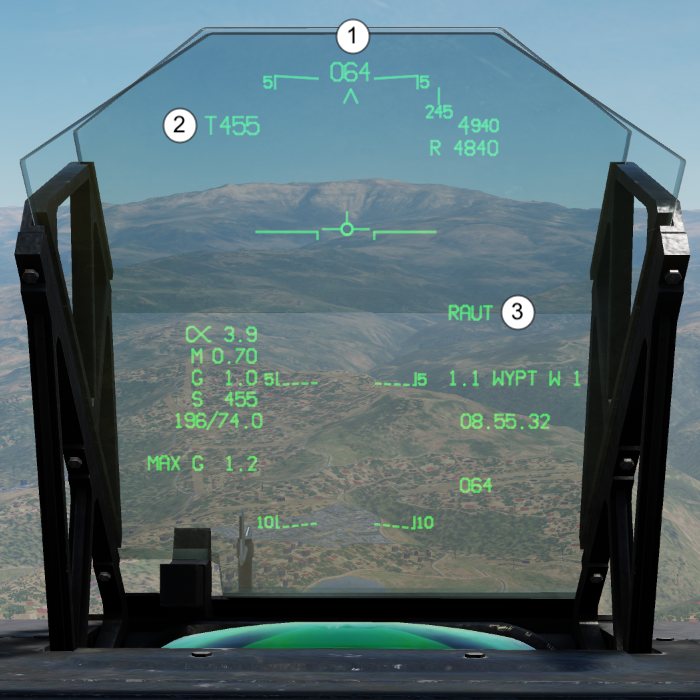 1
5 064 5
245
2 T455 4940
R 4840
RAUT 3
α 3.9
M 0.70
G 1.0 5 5 1.1 WYPT W 1
S 455
196/74.0 08.55.32
MAX G 1.2
064
10 10